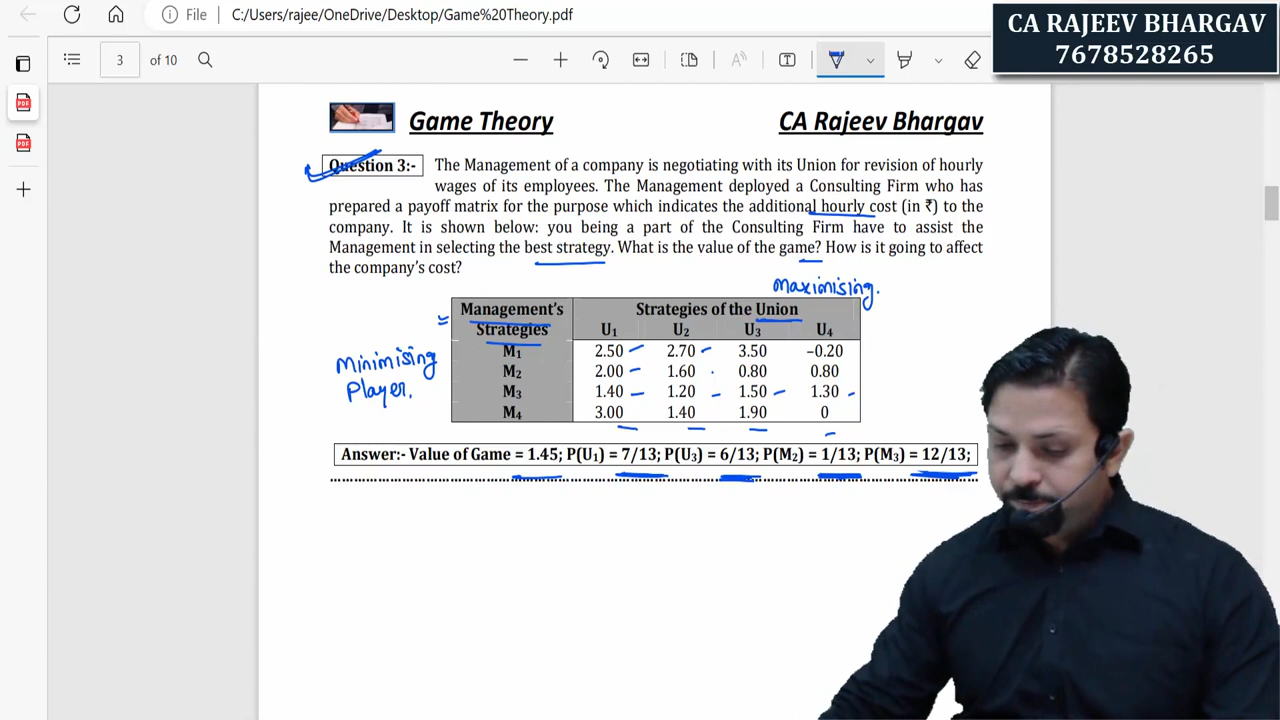 File C:/Users/rajee/OneDrive/Desktop/Game%20Theory.pdf
CA RAJEEV BHARGAV
7678528265
3 of 10
Game Theory CA Rajeev Bhargav
Question 3:- The Management of a company is negotiating with its Union for revision of hourly
wages of its employees. The Management deployed a Consulting Firm who has
prepared a payoff matrix for the purpose which indicates the additional hourly cost (in ₹) to the
company. It is shown below: you being a part of the Consulting Firm have to assist the
Management in selecting the best strategy. What is the value of the game? How is it going to affect
the company's cost?
Maximising.
Management's Strategies of the Union
Strategies U1 U2 U3 U4
M1 2.50 2.70 3.50 –0.20
M2 2.00 1.60 0.80 0.80
M3 1.40 1.20 1.50 1.30
M4 3.00 1.40 1.90 0
Minimising
Player.
Answer:- Value of Game = 1.45; P(U1) = 7/13; P(U3) = 6/13; P(M2) = 1/13; P(M3) = 12/13;